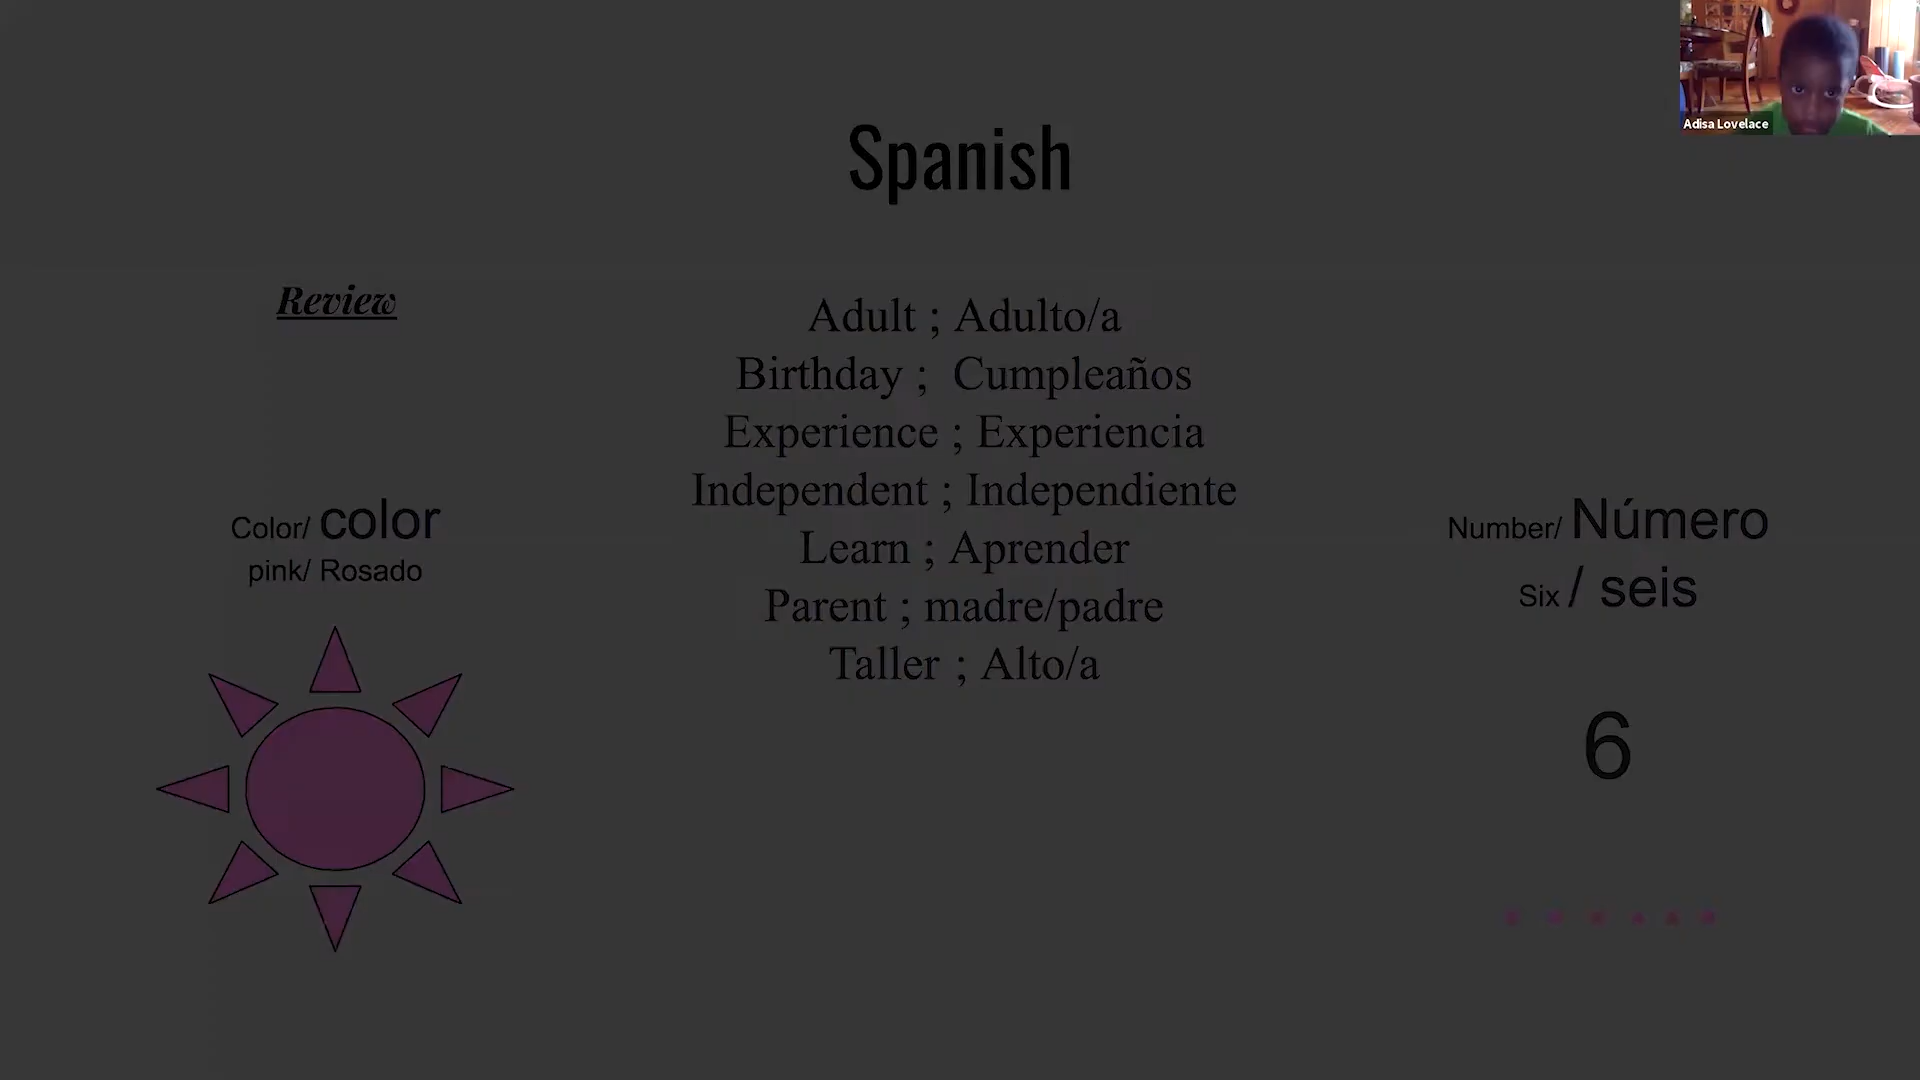 Adisa Lovelace
Spanish
Review
Adult ; Adulto/a
Birthday ; Cumpleaños
Experience ; Experiencia
Independent ; Independiente
Learn ; Aprender
Parent ; madre/padre
Taller ; Alto/a
Color/ color
pink/ Rosado
Number/ Número
Six / seis
6